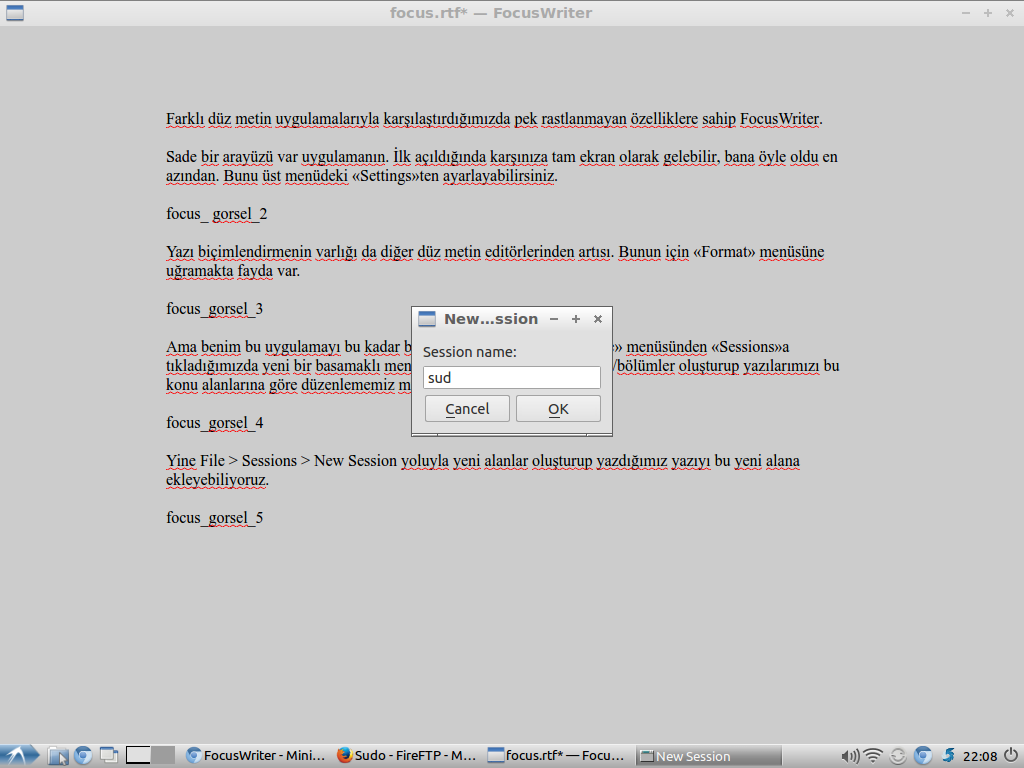 focus.rtf* — FocusWriter
Farklı düz metin uygulamalarıyla karşılaştırdığımızda pek rastlanmayan özelliklere sahip FocusWriter.
Sade bir arayüzü var uygulamanın. İlk açıldığında karşınıza tam ekran olarak gelebilir, bana öyle oldu en
azından. Bunu üst menüdeki «Settings»ten ayarlayabilirsiniz.
focus_ gorsel_2
Yazı biçimlendirmenin varlığı da diğer düz metin editörlerinden artısı. Bunun için «Format» menüsüne
uğramakta fayda var.
focus_gorsel_3
New...ssion
Session name:
sud
Cancel OK
Ama benim bu uygulamayı bu kadar b » menüsünden «Sessions»a
tıkladığımızda yeni bir basamaklı men /bölümler oluşturup yazılarımızı bu
konu alanlarına göre düzenlememiz m
focus_gorsel_4
Yine File > Sessions > New Session yoluyla yeni alanlar oluşturup yazdığımız yazıyı bu yeni alana
ekleyebiliyoruz.
focus_gorsel_5
FocusWriter - Mini... Sudo - FireFTP - M... focus.rtf* — Focu... New Session 22:08